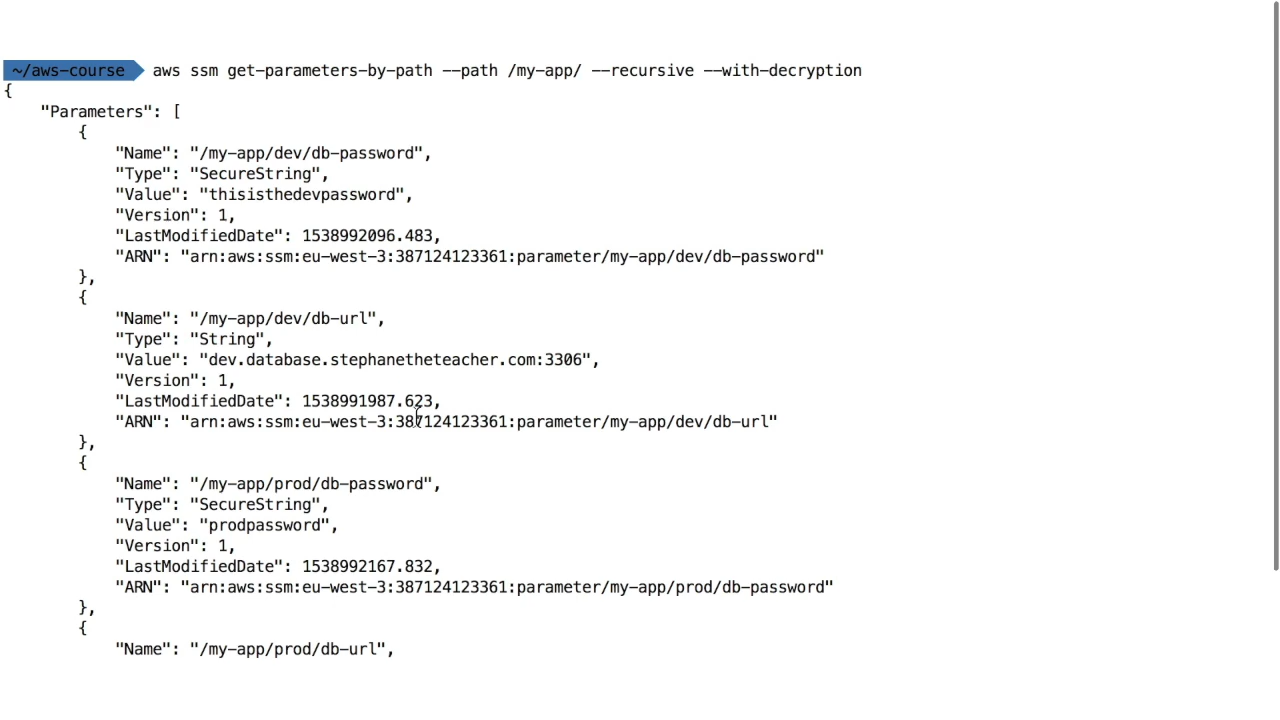 ~/aws-course aws ssm get-parameters-by-path --path /my-app/ --recursive --with-decryption
{
"Parameters": [
{
"Name": "/my-app/dev/db-password",
"Type": "SecureString",
"Value": "thisisthedevpassword",
"Version": 1,
"LastModifiedDate": 1538992096.483,
"ARN": "arn:aws:ssm:eu-west-3:387124123361:parameter/my-app/dev/db-password"
},
{
"Name": "/my-app/dev/db-url",
"Type": "String",
"Value": "dev.database.stephanetheteacher.com:3306",
"Version": 1,
"LastModifiedDate": 1538991987.623,
"ARN": "arn:aws:ssm:eu-west-3:387124123361:parameter/my-app/dev/db-url"
},
{
"Name": "/my-app/prod/db-password",
"Type": "SecureString",
"Value": "prodpassword",
"Version": 1,
"LastModifiedDate": 1538992167.832,
"ARN": "arn:aws:ssm:eu-west-3:387124123361:parameter/my-app/prod/db-password"
},
{
"Name": "/my-app/prod/db-url",